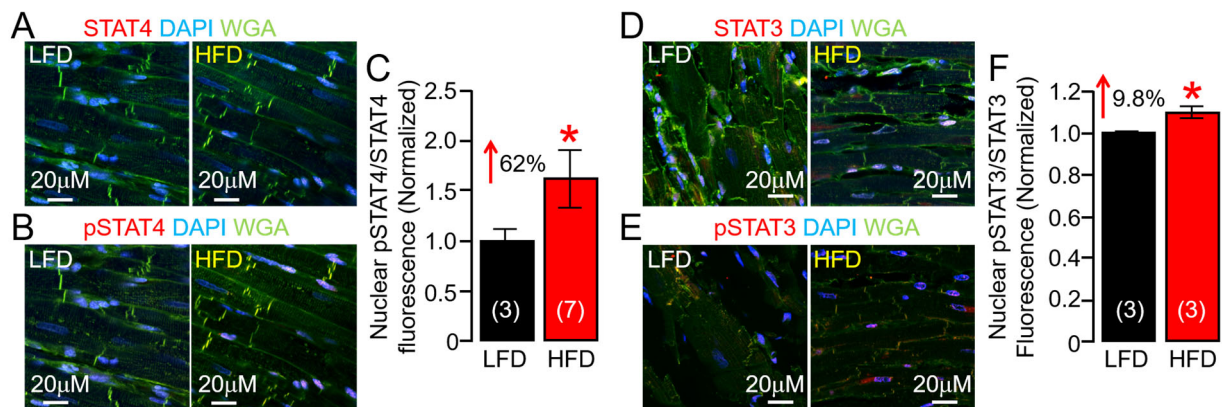 A
STAT4 DAPI WGA
LFD
HFD
20µM
20µM
B
pSTAT4 DAPI WGA
LFD
HFD
20µM
20µM
C
Nuclear pSTAT4/STAT4
fluorescence (Normalized)
2.5
2.0
1.5
1.0
0.5
0
62%
*
(3)
(7)
LFD
HFD
D
STAT3 DAPI WGA
LFD
HFD
20µM
20µM
E
pSTAT3 DAPI WGA
LFD
HFD
20µM
20µM
F
Nuclear pSTAT3/STAT3
Fluorescence (Normalized)
1.2
1.0
0.8
0.6
0.4
0.2
0
9.8%
*
(3)
(3)
LFD
HFD